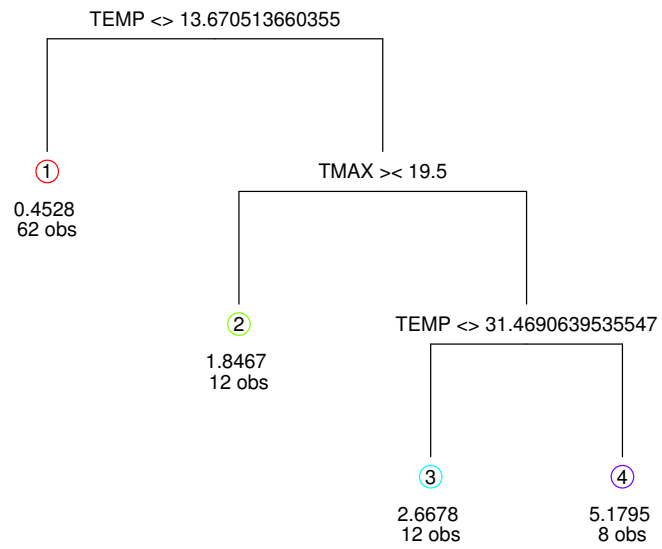 TEMP <> 13.670513660355
1
TMAX >< 19.5
0.4528
62 obs
2
TEMP <> 31.4690639535547
1.8467
12 obs
3
4
2.6678
5.1795
12 obs
8 obs